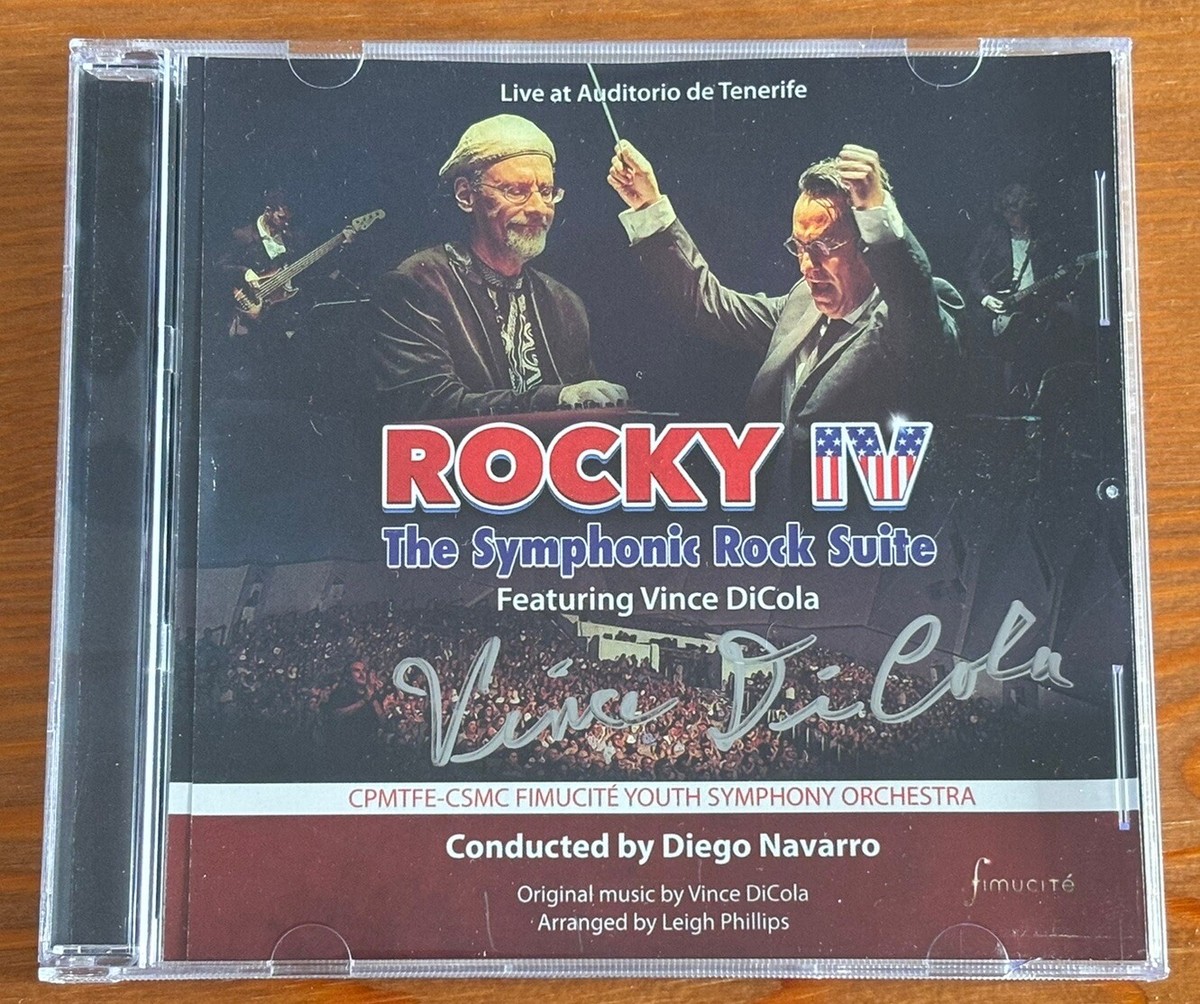 Live at Auditorio de Tenerife
ROCKY IV
The Symphonic Rock Suite
Featuring Vince DiCola
Vince DiCola
CPMTFE-CSMC FIMUCITÉ YOUTH SYMPHONY ORCHESTRA
Conducted by Diego Navarro
Original music by Vince DiCola
Arranged by Leigh Phillips
fimucité